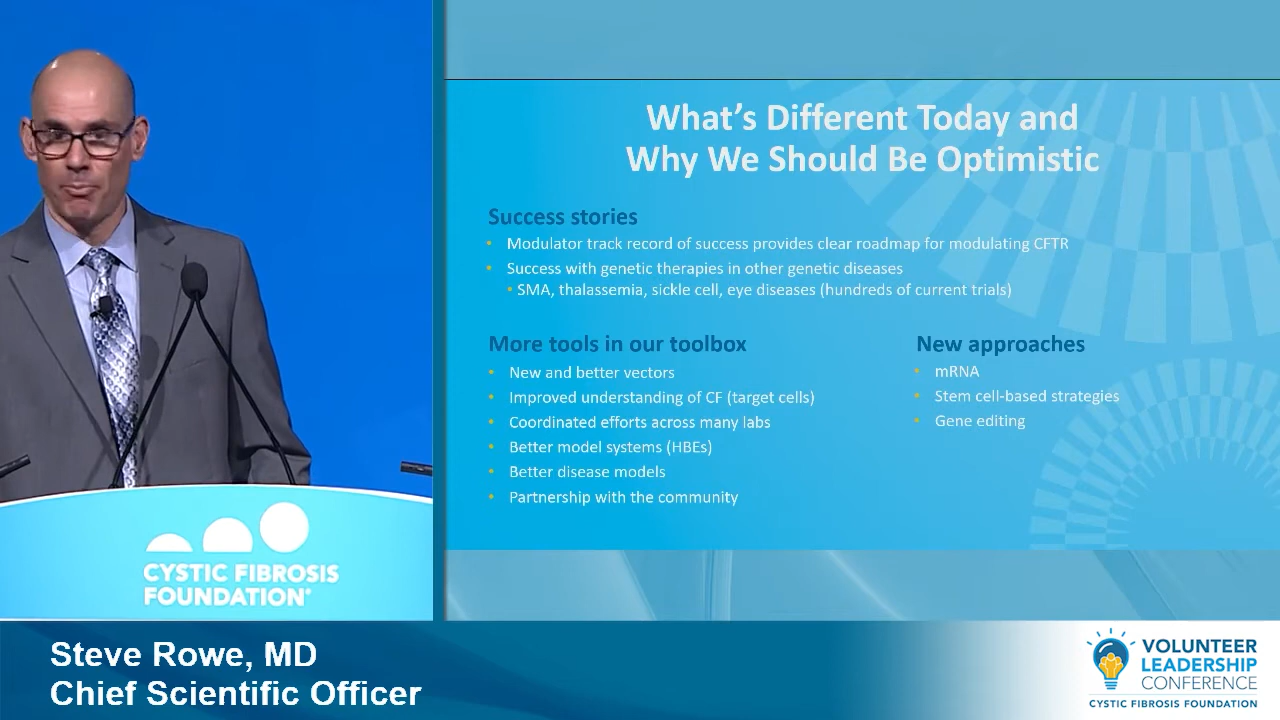 What's Different Today and
Why We Should Be Optimistic
Success stories
• Modulator track record of success provides clear roadmap for modulating CFTR
• Success with genetic therapies in other genetic diseases
• SMA, thalassemia, sickle cell, eye diseases (hundreds of current trials)
More tools in our toolbox
• New and better vectors
• Improved understanding of CF (target cells)
• Coordinated efforts across many labs
• Better model systems (HBEs)
• Better disease models
• Partnership with the community
New approaches
• mRNA
• Stem cell-based strategies
• Gene editing
CYSTIC FIBROSIS
FOUNDATION®
Steve Rowe, MD
Chief Scientific Officer
VOLUNTEER
LEADERSHIP
CONFERENCE
CYSTIC FIBROSIS FOUNDATION